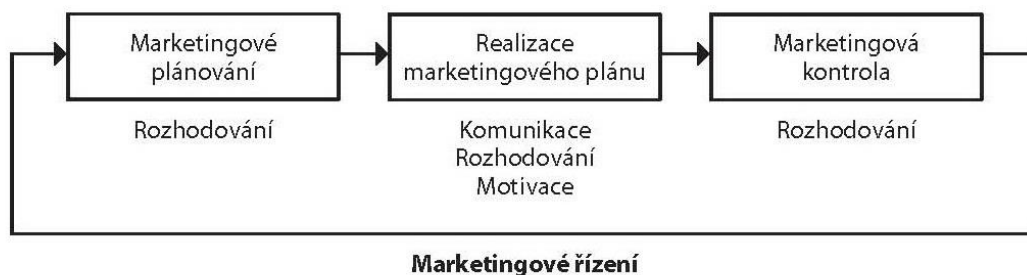 Marketingové
plánování
Realizace
marketingového plánu
Marketingová
kontrola
Rozhodování
Komunikace
Rozhodování
Motivace
Rozhodování
Marketingové řízení